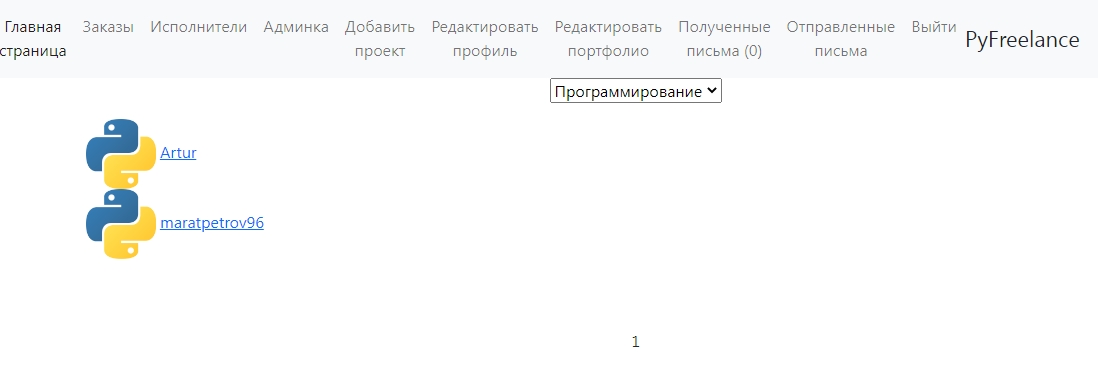 Главная страница
Заказы
Исполнители
Админка
Добавить проект
Редактировать профиль
Редактировать портфолио
Полученные письма (0)
Отправленные письма
Выйти
PyFreelance
Программирование
Artur
maratpetrov96
1